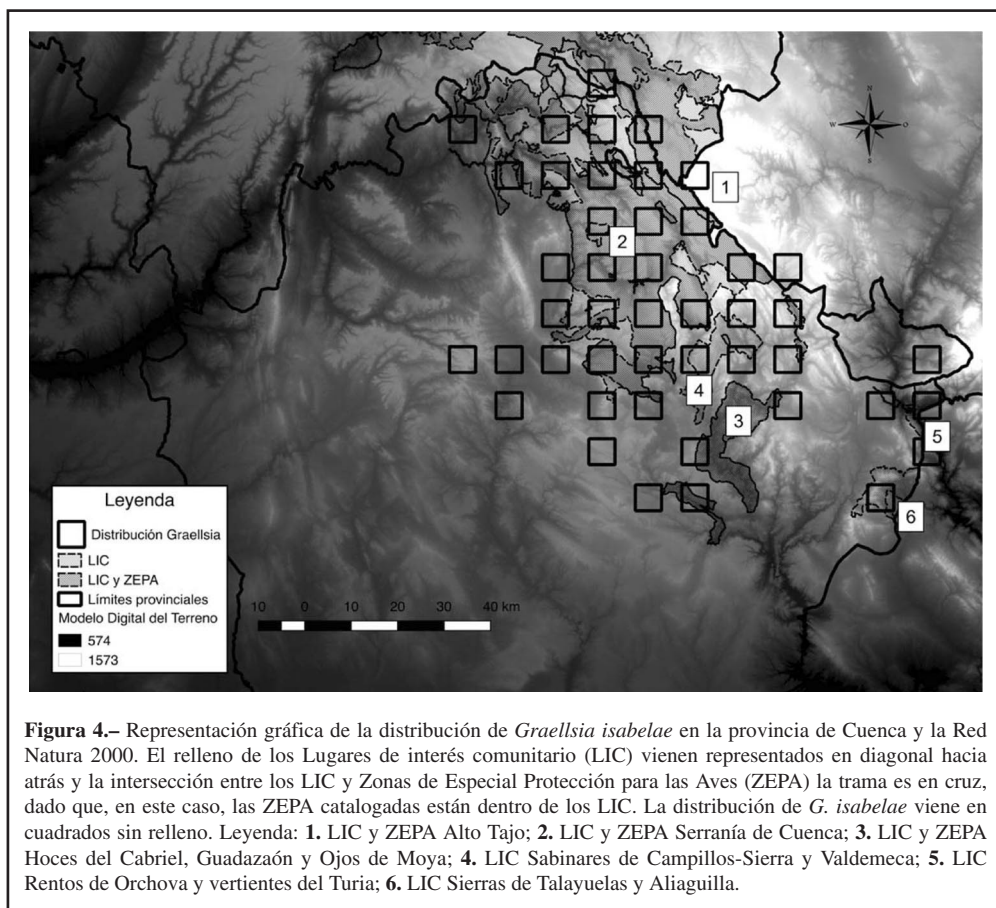 N
W
O
S
1
2
4
3
5
6
Leyenda
Distribución Graellsia
LIC
LIC y ZEPA
Límites provinciales
Modelo Digital del Terreno
574
1573
10 0 10 20 30 40 km
Figura 4.– Representación gráfica de la distribución de Graellsia isabelae en la provincia de Cuenca y la Red
Natura 2000. El relleno de los Lugares de interés comunitario (LIC) vienen representados en diagonal hacia
atrás y la intersección entre los LIC y Zonas de Especial Protección para las Aves (ZEPA) la trama es en cruz,
dado que, en este caso, las ZEPA catalogadas están dentro de los LIC. La distribución de G. isabelae viene en
cuadrados sin relleno. Leyenda: 1. LIC y ZEPA Alto Tajo; 2. LIC y ZEPA Serranía de Cuenca; 3. LIC y ZEPA
Hoces del Cabriel, Guadazaón y Ojos de Moya; 4. LIC Sabinares de Campillos-Sierra y Valdemeca; 5. LIC
Rentos de Orchova y vertientes del Turia; 6. LIC Sierras de Talayuelas y Aliaguilla.